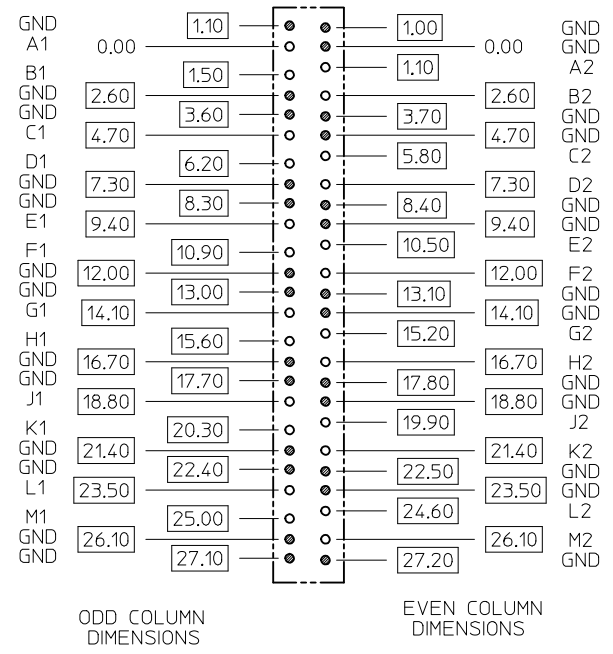 GND 1.10 1.00 GND
A1 0.00 0.00 GND
B1 1.50 1.10 A2
GND 2.60 2.60 B2
GND 3.60 3.70 GND
C1 4.70 4.70 GND
D1 6.20 5.80 C2
GND 7.30 7.30 D2
GND 8.30 8.40 GND
E1 9.40 9.40 GND
F1 10.90 10.50 E2
GND 12.00 12.00 F2
GND 13.00 13.10 GND
G1 14.10 14.10 GND
H1 15.60 15.20 G2
GND 16.70 16.70 H2
GND 17.70 17.80 GND
J1 18.80 18.80 GND
K1 20.30 19.90 J2
GND 21.40 21.40 K2
GND 22.40 22.50 GND
L1 23.50 23.50 GND
M1 25.00 24.60 L2
GND 26.10 26.10 M2
GND 27.10 27.20 GND
ODD COLUMN
DIMENSIONS
EVEN COLUMN
DIMENSIONS